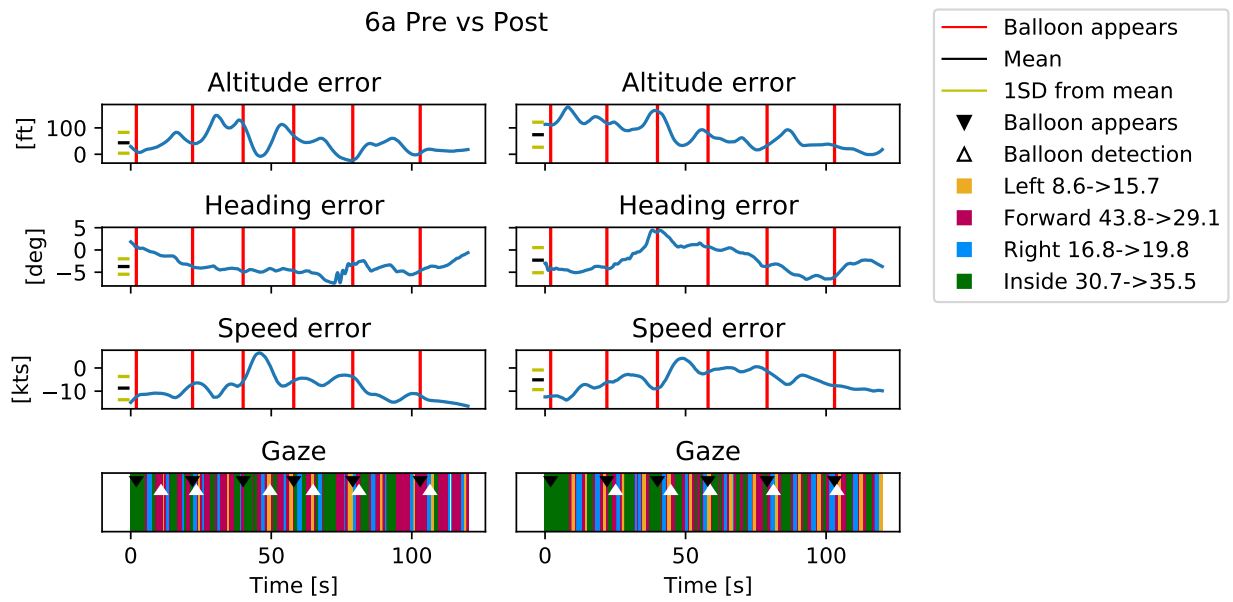 6a Pre vs Post
Altitude error
Altitude error
[ft]
100
0
Heading error
Heading error
[deg]
5
0
−5
Speed error
Speed error
[kts]
0
−10
Gaze
Gaze
0
50
100
0
50
100
Time [s]
Time [s]
Balloon appears
Mean
1SD from mean
Balloon appears
Balloon detection
Left 8.6->15.7
Forward 43.8->29.1
Right 16.8->19.8
Inside 30.7->35.5